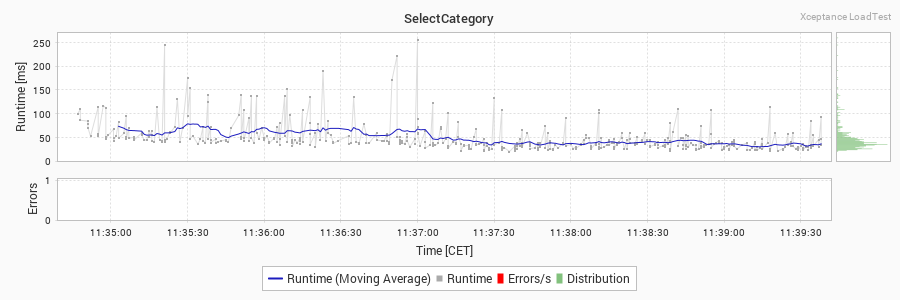 SelectCategory
Xceptance LoadTest
Runtime [ms]
250
200
150
100
50
0
Errors
1
0
11:35:00 11:35:30 11:36:00 11:36:30 11:37:00 11:37:30 11:38:00 11:38:30 11:39:00 11:39:30
Time [CET]
Runtime (Moving Average) Runtime Errors/s Distribution